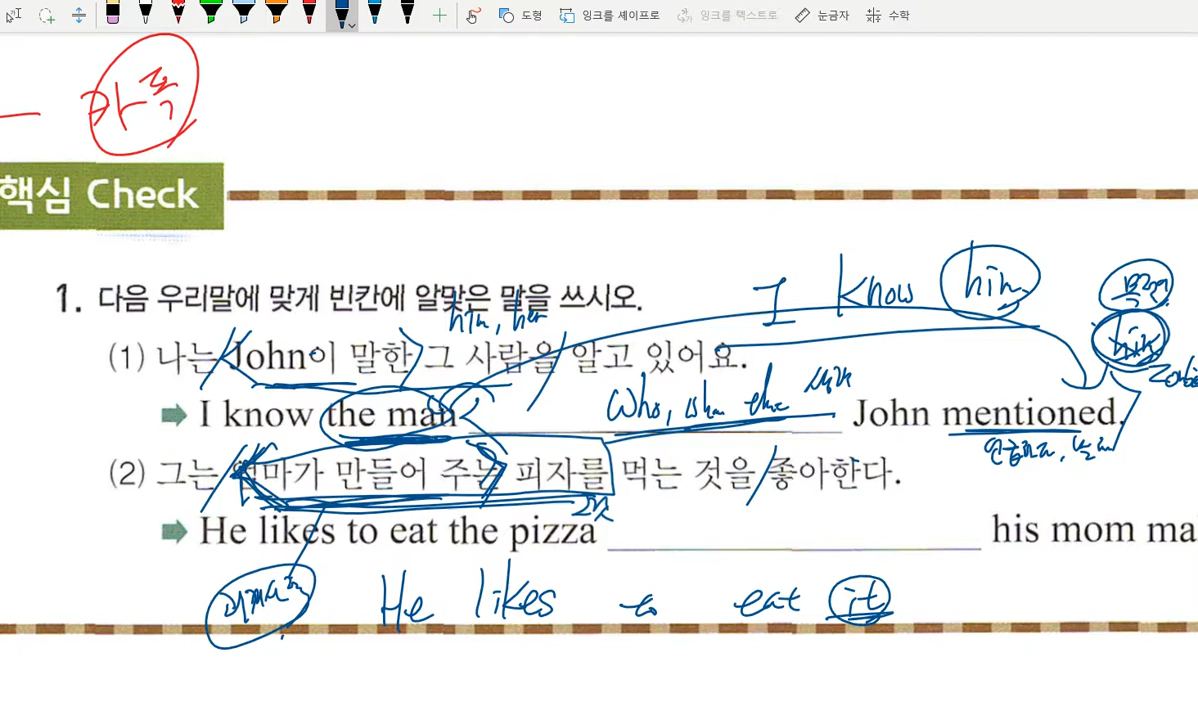 도형 잉크를 셰이프로 잉크를 텍스트로 눈금자 수학
핵심 Check
I know him
1. 다음 우리말에 맞게 빈칸에 알맞은 말을 쓰시오.
him, her
(1) 나는 John이 말한 그 사람을 알고 있어요.
who, whom, that 생략
I know the man John mentioned.
(2) 그는 엄마가 만들어 주는 피자를 먹는 것을 좋아한다.
그것
He likes to eat the pizza his mom ma
He likes to eat it